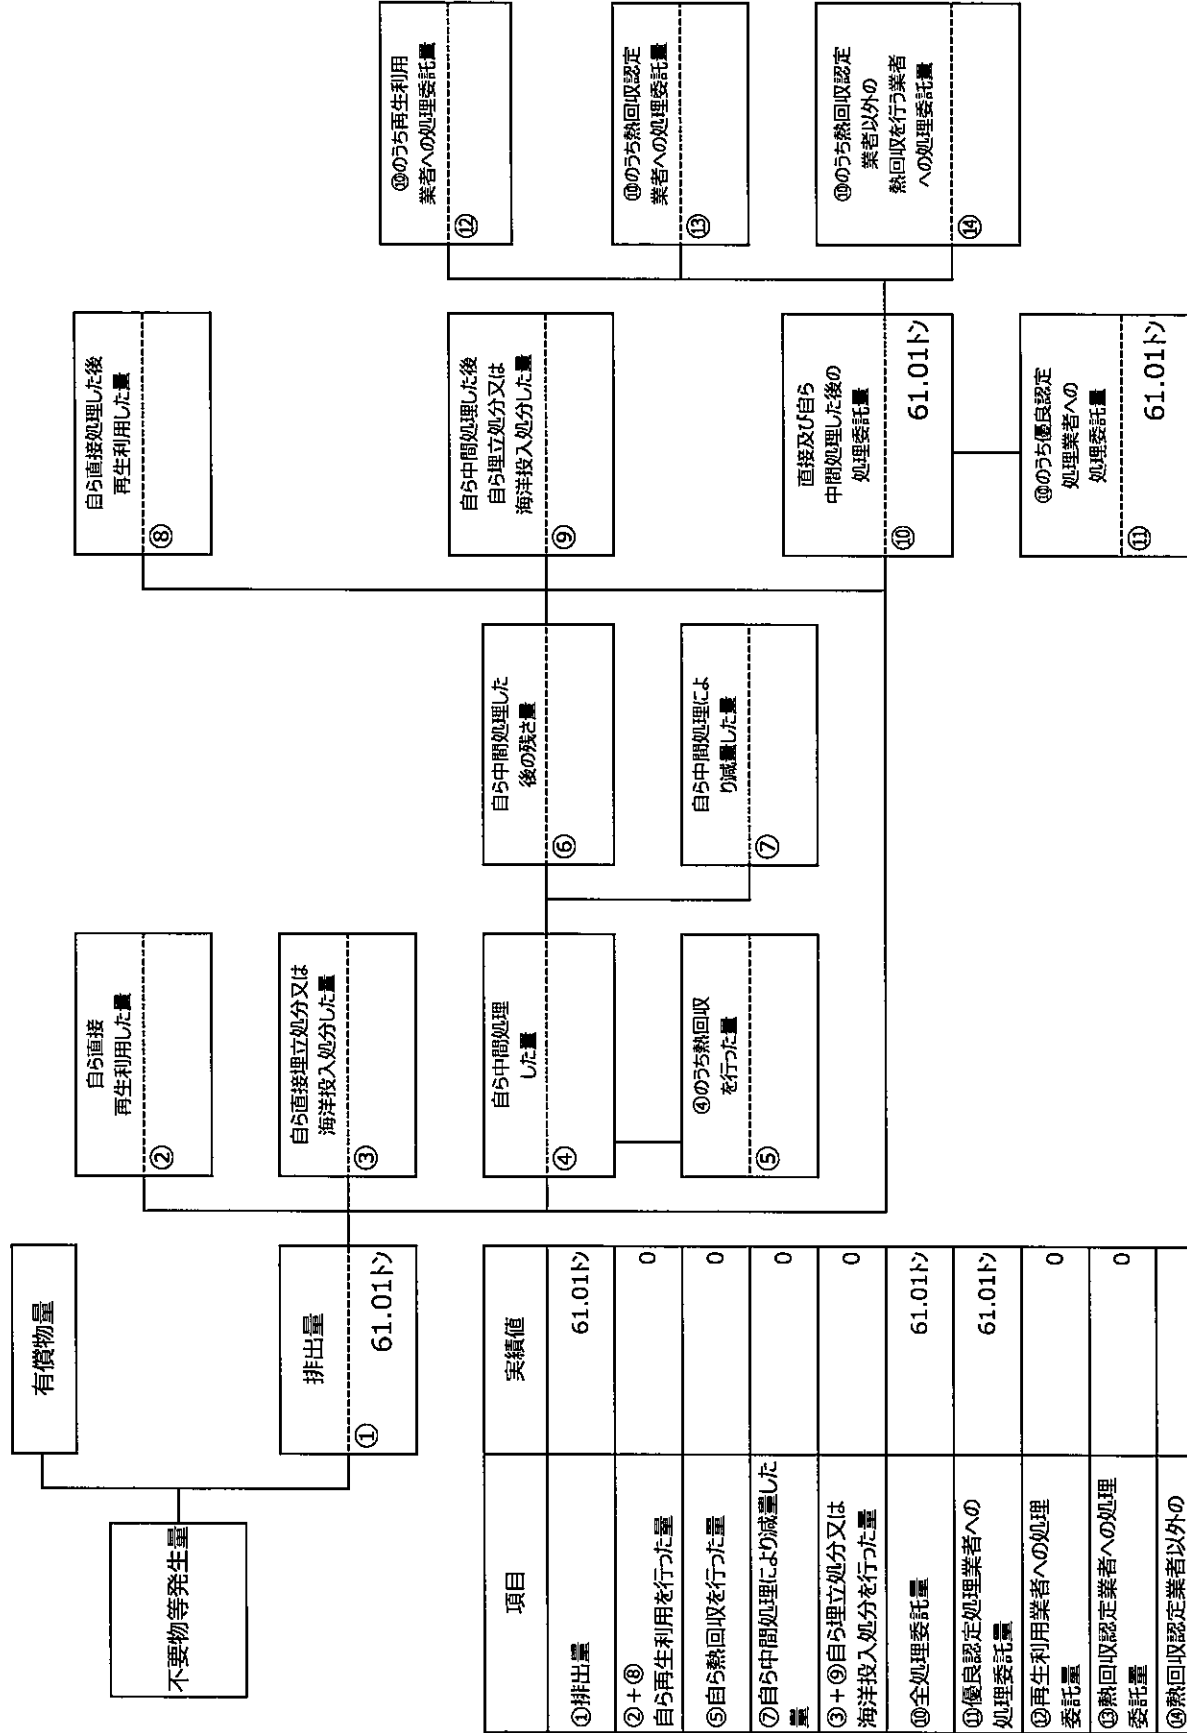 不要物等発生量
有償物量
排出量
①
61.01トン
自ら直接
再生利用した量
②
自ら直接埋立処分又は
海洋投入処分した量
③
自ら中間処理
した量
④
④のうち熱回収
を行った量
⑤
自ら中間処理した
後の残さ量
⑥
自ら中間処理によ
り減量した量
⑦
自ら直接処理した後
再生利用した量
⑧
自ら中間処理した後
自ら埋立処分又は
海洋投入処分した量
⑨
直接及び自ら
中間処理した後の
処理委託量
⑩
61.01トン
⑩のうち優良認定
処理業者への
処理委託量
⑪
61.01トン
⑩のうち再生利用
業者への処理委託量
⑫
⑩のうち熱回収認定
業者への処理委託量
⑬
⑩のうち熱回収認定
業者以外の
熱回収を行う業者
への処理委託量
⑭
項目 実績値
①排出量 61.01トン
②+⑧
自ら再生利用を行った量 0
⑤自ら熱回収を行った量 0
⑦自ら中間処理により減量した
量 0
③+⑨自ら埋立処分又は
海洋投入処分を行った量 0
⑩全処理委託量 61.01トン
⑪優良認定処理業者への
処理委託量 61.01トン
⑫再生利用業者への処理
委託量 0
⑬熱回収認定業者への処理
委託量 0
⑭熱回収認定業者以外の